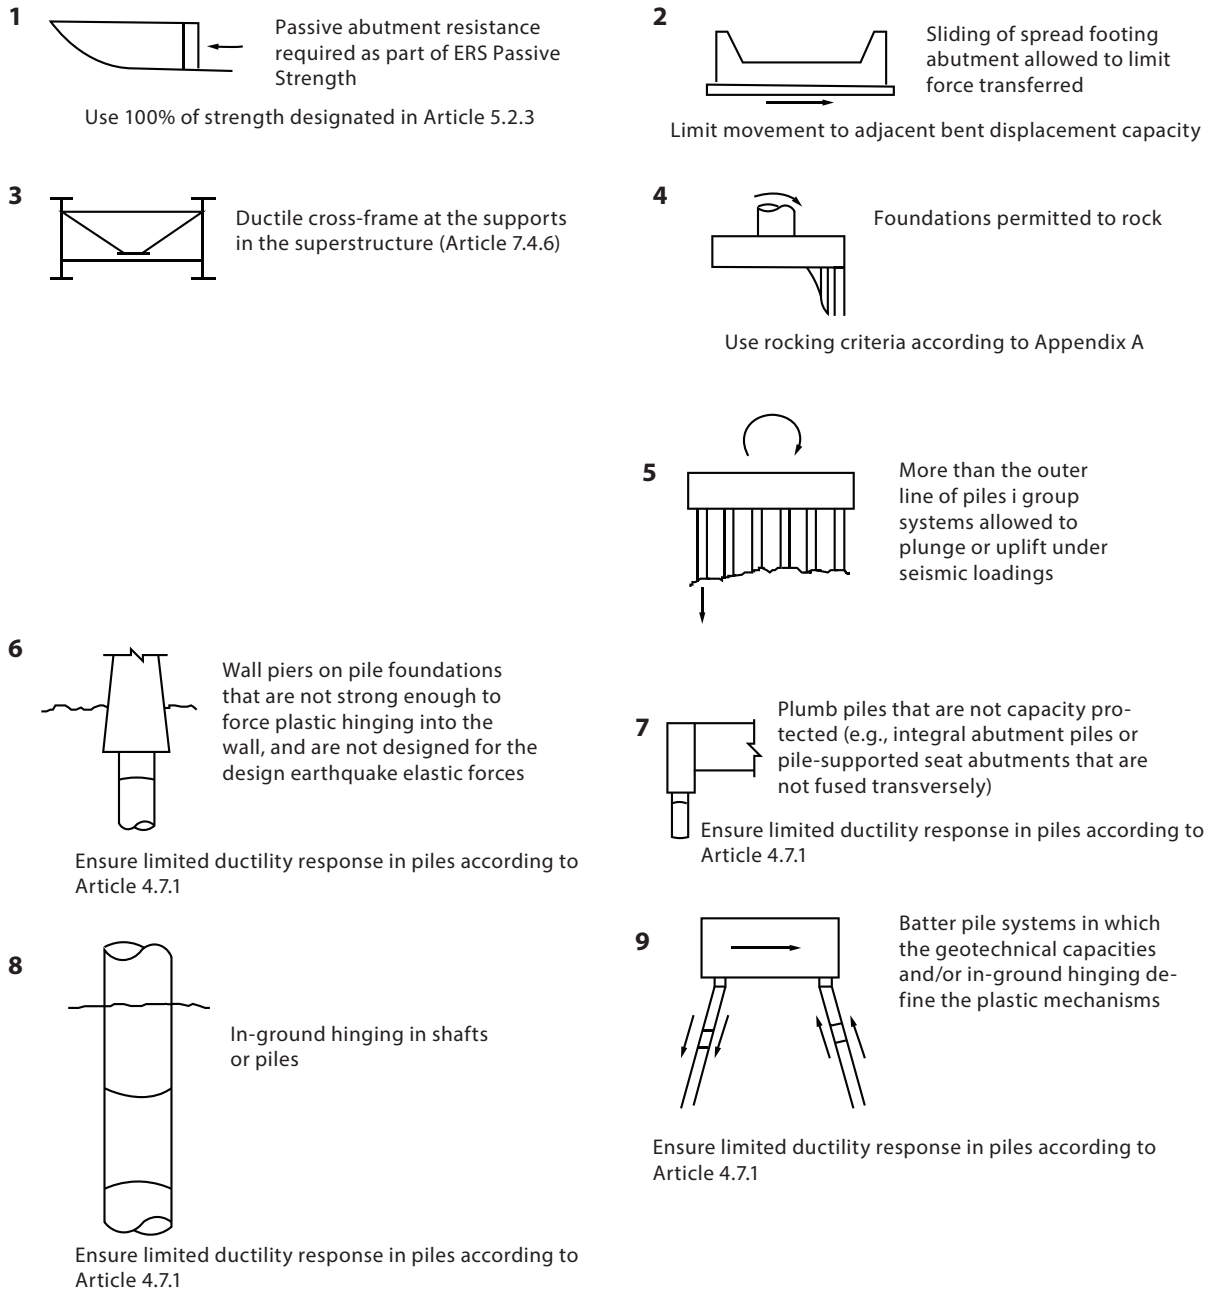 1
Passive abutment resistance
required as part of ERS Passive
Strength
Use 100% of strength designated in Article 5.2.3
2
Sliding of spread footing
abutment allowed to limit
force transferred
Limit movement to adjacent bent displacement capacity
3
Ductile cross-frame at the supports
in the superstructure (Article 7.4.6)
4
Foundations permitted to rock
Use rocking criteria according to Appendix A
5
More than the outer
line of piles i group
systems allowed to
plunge or uplift under
seismic loadings
6
Wall piers on pile foundations
that are not strong enough to
force plastic hinging into the
wall, and are not designed for the
design earthquake elastic forces
Ensure limited ductility response in piles according to
Article 4.7.1
7
Plumb piles that are not capacity pro-
tected (e.g., integral abutment piles or
pile-supported seat abutments that are
not fused transversely)
Ensure limited ductility response in piles according to
Article 4.7.1
8
In-ground hinging in shafts
or piles
Ensure limited ductility response in piles according to
Article 4.7.1
9
Batter pile systems in which
the geotechnical capacities
and/or in-ground hinging de-
fine the plastic mechanisms
Ensure limited ductility response in piles according to
Article 4.7.1